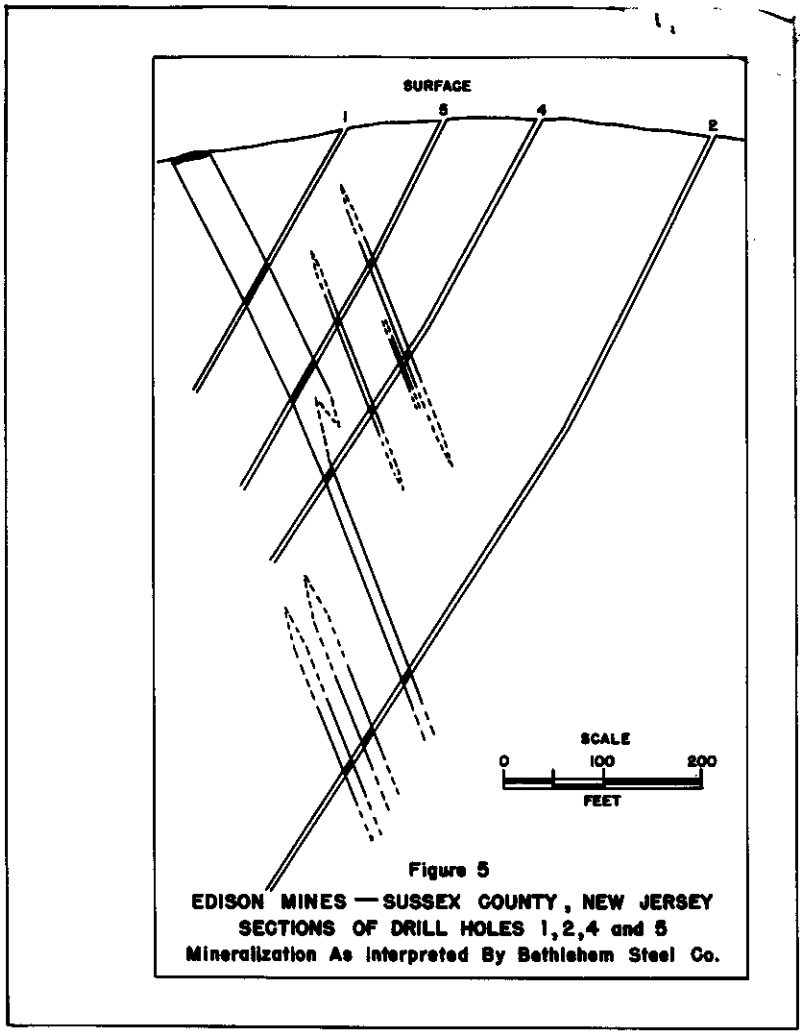 SURFACE
1 5 4 2
SCALE
0 100 200
FEET
Figure 5
EDISON MINES — SUSSEX COUNTY, NEW JERSEY
SECTIONS OF DRILL HOLES 1, 2, 4 and 5
Mineralization As Interpreted By Bethlehem Steel Co.